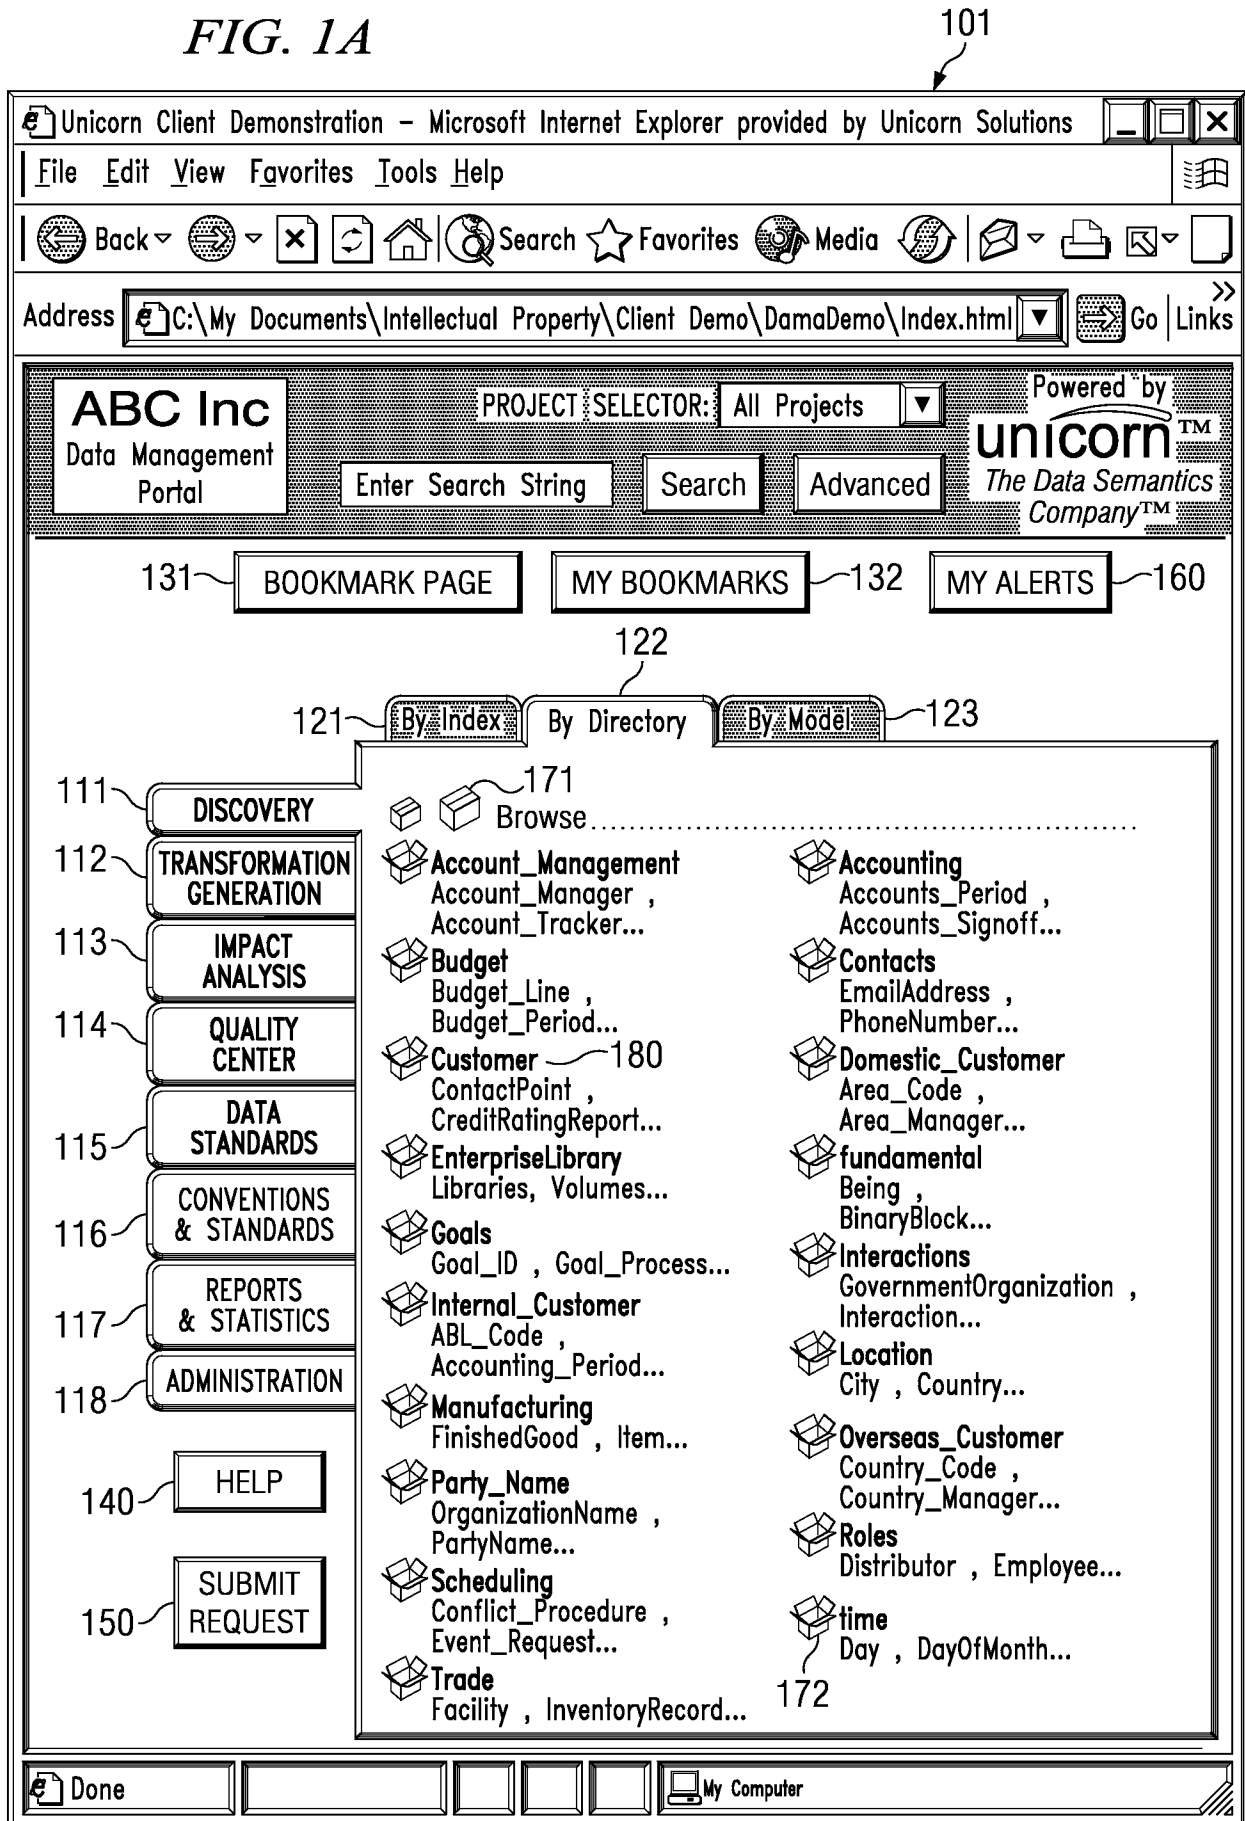 FIG. 1A
101
Unicorn Client Demonstration – Microsoft Internet Explorer provided by Unicorn Solutions
File Edit View Favorites Tools Help
Back Search Favorites Media
Address C:\My Documents\Intellectual Property\Client Demo\DamaDemo\Index.html Go Links
ABC Inc
Data Management
Portal
PROJECT SELECTOR: All Projects
Enter Search String Search Advanced
Powered by
unicorn™
The Data Semantics
Company™
131 BOOKMARK PAGE MY BOOKMARKS 132 MY ALERTS 160
122
121 By Index By Directory By Model 123
111 DISCOVERY
112 TRANSFORMATION
GENERATION
113 IMPACT
ANALYSIS
114 QUALITY
CENTER
115 DATA
STANDARDS
116 CONVENTIONS
& STANDARDS
117 REPORTS
& STATISTICS
118 ADMINISTRATION
140 HELP
150 SUBMIT
REQUEST
171
Browse
Account_Management
Account_Manager ,
Account_Tracker...
Budget
Budget_Line ,
Budget_Period...
Customer 180
ContactPoint ,
CreditRatingReport...
EnterpriseLibrary
Libraries, Volumes...
Goals
Goal_ID , Goal_Process...
Internal_Customer
ABL_Code ,
Accounting_Period...
Manufacturing
FinishedGood , Item...
Party_Name
OrganizationName ,
PartyName...
Scheduling
Conflict_Procedure ,
Event_Request...
Trade
Facility , InventoryRecord...
Accounting
Accounts_Period ,
Accounts_Signoff...
Contacts
EmailAddress ,
PhoneNumber...
Domestic_Customer
Area_Code ,
Area_Manager...
fundamental
Being ,
BinaryBlock...
Interactions
GovernmentOrganization ,
Interaction...
Location
City , Country...
Overseas_Customer
Country_Code ,
Country_Manager...
Roles
Distributor , Employee...
time
Day , DayOfMonth...
172
Done My Computer